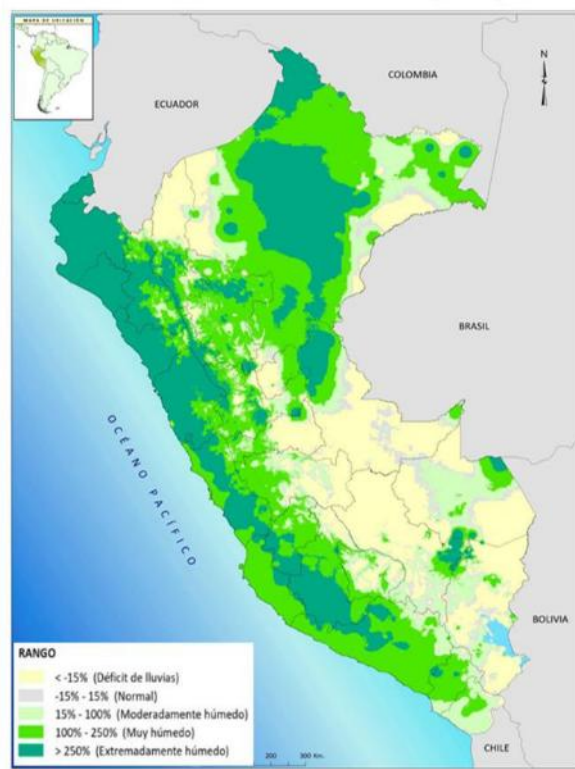 MAPA DE UBICACIÓN
N
COLOMBIA
ECUADOR
BRASIL
OCÉANO PACÍFICO
BOLIVIA
CHILE
RANGO
< -15% (Déficit de lluvias)
-15% - 15% (Normal)
15% - 100% (Moderadamente húmedo)
100% - 250% (Muy húmedo)
> 250% (Extremadamente húmedo)
200 300 Km.